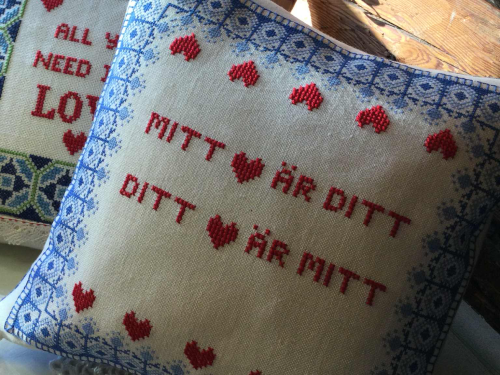 ALL
NEED
MITT ♥ ÄR DITT
DITT ♥ ÄR MITT